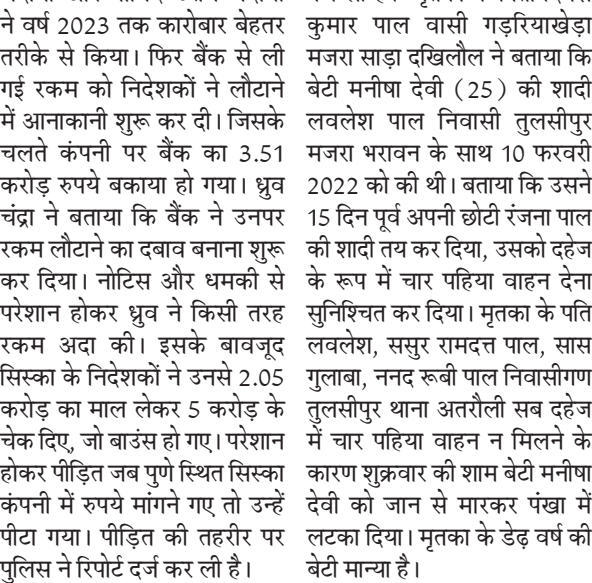 ने वर्ष 2023 तक कारोबार बेहतर
तरीके से किया। फिर बैंक से ली
गई रकम को निदेशकों ने लौटाने
में आनाकानी शुरू कर दी। जिसके
चलते कंपनी पर बैंक का 3.51
करोड़ रुपये बकाया हो गया। ध्रुव
चंद्रा ने बताया कि बैंक ने उनपर
रकम लौटाने का दबाव बनाना शुरू
कर दिया। नोटिस और धमकी से
परेशान होकर ध्रुव ने किसी तरह
रकम अदा की। इसके बावजूद
सिस्का के निदेशकों ने उनसे 2.05
करोड़ का माल लेकर 5 करोड़ के
चेक दिए, जो बाउंस हो गए। परेशान
होकर पीड़ित जब पुणे स्थित सिस्का
कंपनी में रुपये मांगने गए तो उन्हें
पीटा गया। पीड़ित की तहरीर पर
पुलिस ने रिपोर्ट दर्ज कर ली है।
कुमार पाल वासी गड़रियाखेड़ा
मजरा साड़ा दखिलौल ने बताया कि
बेटी मनीषा देवी (25) की शादी
लवलेश पाल निवासी तुलसीपुर
मजरा भरावन के साथ 10 फरवरी
2022 को की थी। बताया कि उसने
15 दिन पूर्व अपनी छोटी रंजना पाल
की शादी तय कर दिया, उसको दहेज
के रूप में चार पहिया वाहन देना
सुनिश्चित कर दिया। मृतका के पति
लवलेश, ससुर रामदत्त पाल, सास
गुलाबा, ननद रूबी पाल निवासीगण
तुलसीपुर थाना अतरौली सब दहेज
में चार पहिया वाहन न मिलने के
कारण शुक्रवार की शाम बेटी मनीषा
देवी को जान से मारकर पंखा में
लटका दिया। मृतका के डेढ़ वर्ष की
बेटी मान्या है।